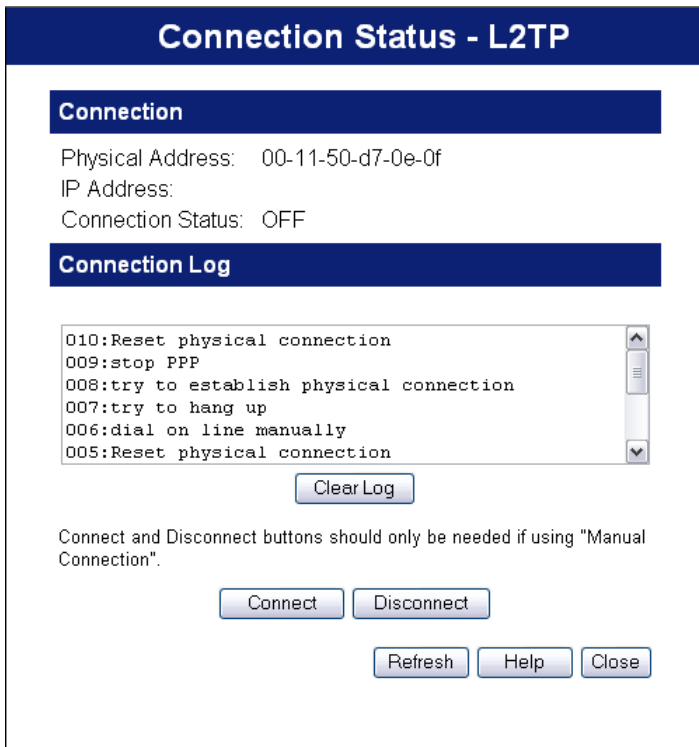 Connection Status - L2TP
Connection
Physical Address: 00-11-50-d7-0e-0f
IP Address:
Connection Status: OFF
Connection Log
010:Reset physical connection
009:stop PPP
008:try to establish physical connection
007:try to hang up
006:dial on line manually
005:Reset physical connection
Clear Log
Connect and Disconnect buttons should only be needed if using "Manual
Connection".
Connect Disconnect
Refresh Help Close